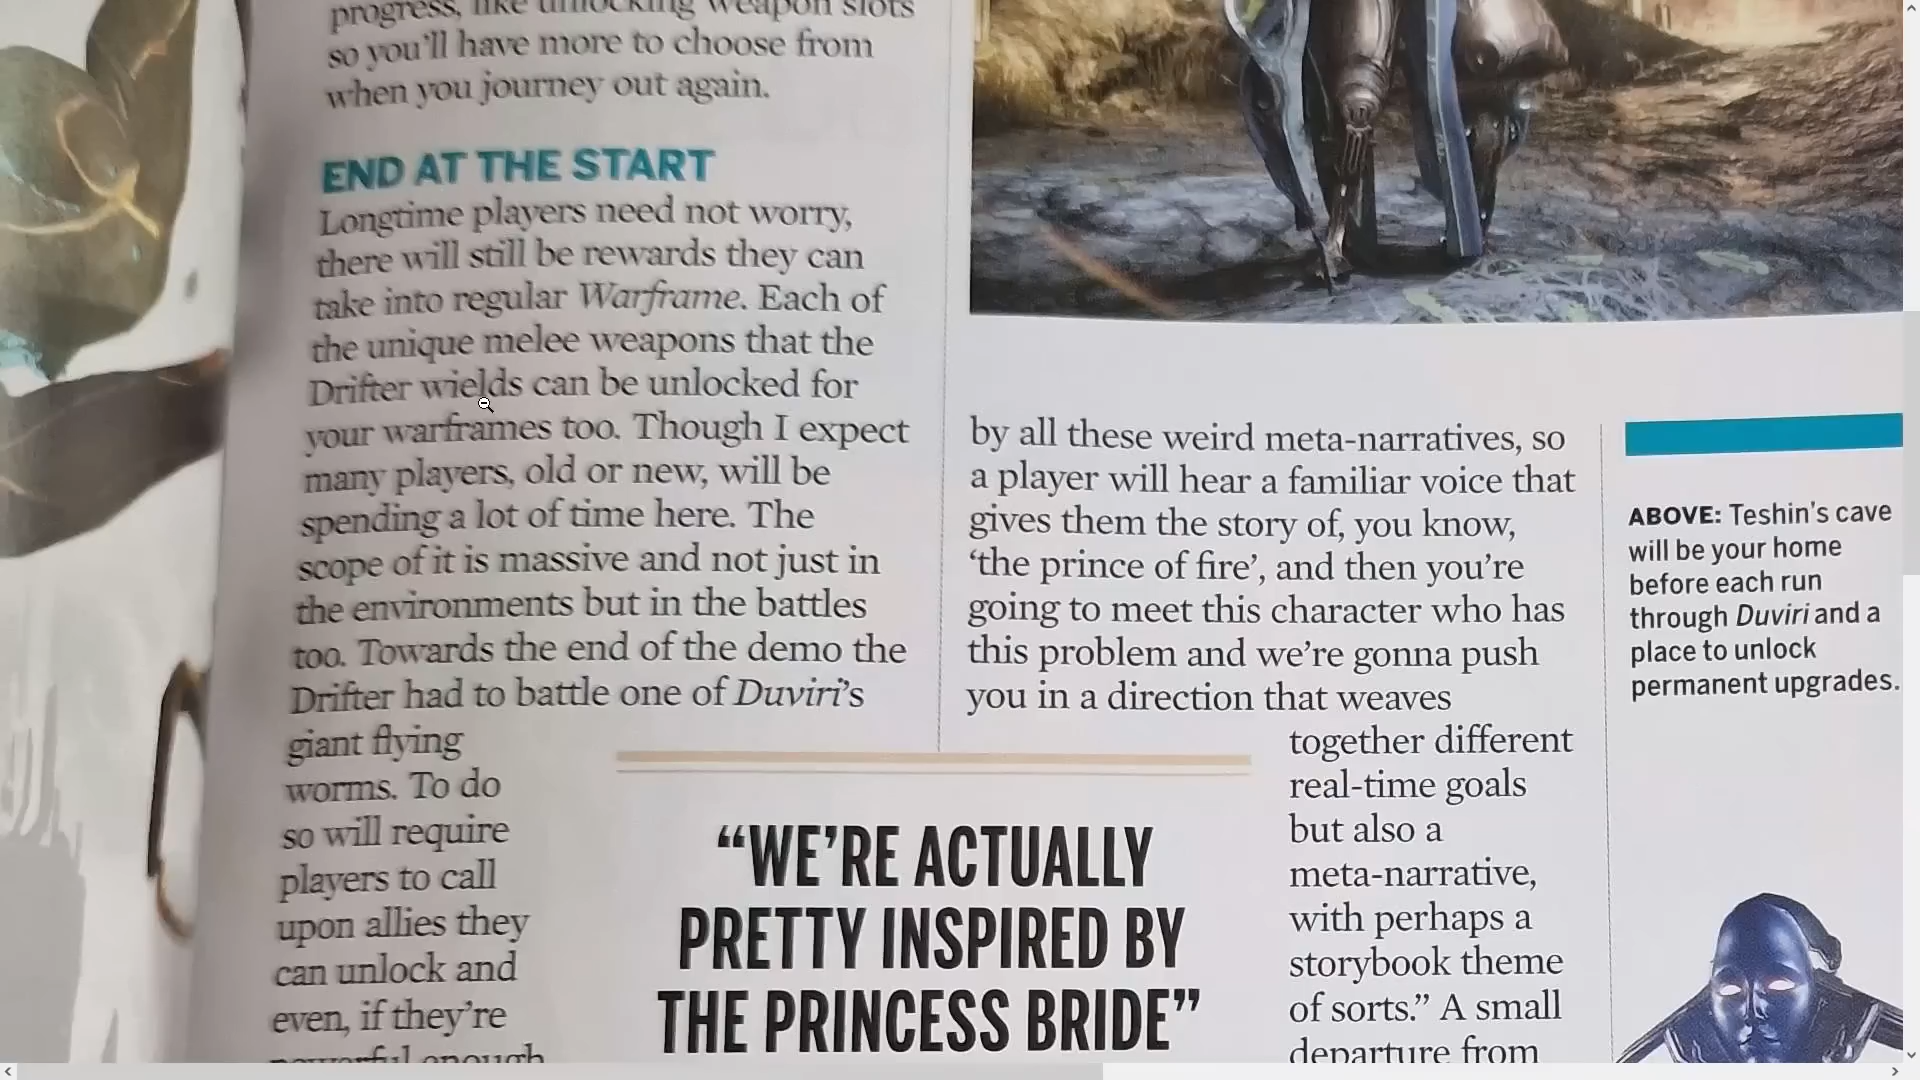 progress, like unlocking weapon slots
so you'll have more to choose from
when you journey out again.
END AT THE START
Longtime players need not worry,
there will still be rewards they can
take into regular Warframe. Each of
the unique melee weapons that the
Drifter wields can be unlocked for
your warframes too. Though I expect
many players, old or new, will be
spending a lot of time here. The
scope of it is massive and not just in
the environments but in the battles
too. Towards the end of the demo the
Drifter had to battle one of Duviri's
giant flying
worms. To do
so will require
players to call
upon allies they
can unlock and
even, if they're
powerful enough
"WE'RE ACTUALLY
PRETTY INSPIRED BY
THE PRINCESS BRIDE"
by all these weird meta-narratives, so
a player will hear a familiar voice that
gives them the story of, you know,
'the prince of fire', and then you're
going to meet this character who has
this problem and we're gonna push
you in a direction that weaves
together different
real-time goals
but also a
meta-narrative,
with perhaps a
storybook theme
of sorts." A small
departure from
ABOVE: Teshin's cave
will be your home
before each run
through Duviri and a
place to unlock
permanent upgrades.